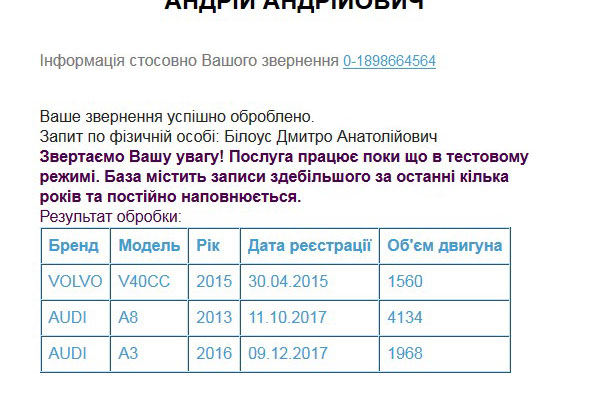 АНДРІЙ АНДРІЙОВИЧ
Інформація стосовно Вашого звернення 0-1898664564
Ваше звернення успішно оброблено.
Запит по фізичній особі: Білоус Дмитро Анатолійович
Звертаємо Вашу увагу! Послуга працює поки що в тестовому
режимі. База містить записи здебільшого за останні кілька
років та постійно наповнюється.
Результат обробки:
Бренд Модель Рік Дата реєстрації Об'єм двигуна
VOLVO V40CC 2015 30.04.2015 1560
AUDI A8 2013 11.10.2017 4134
AUDI A3 2016 09.12.2017 1968